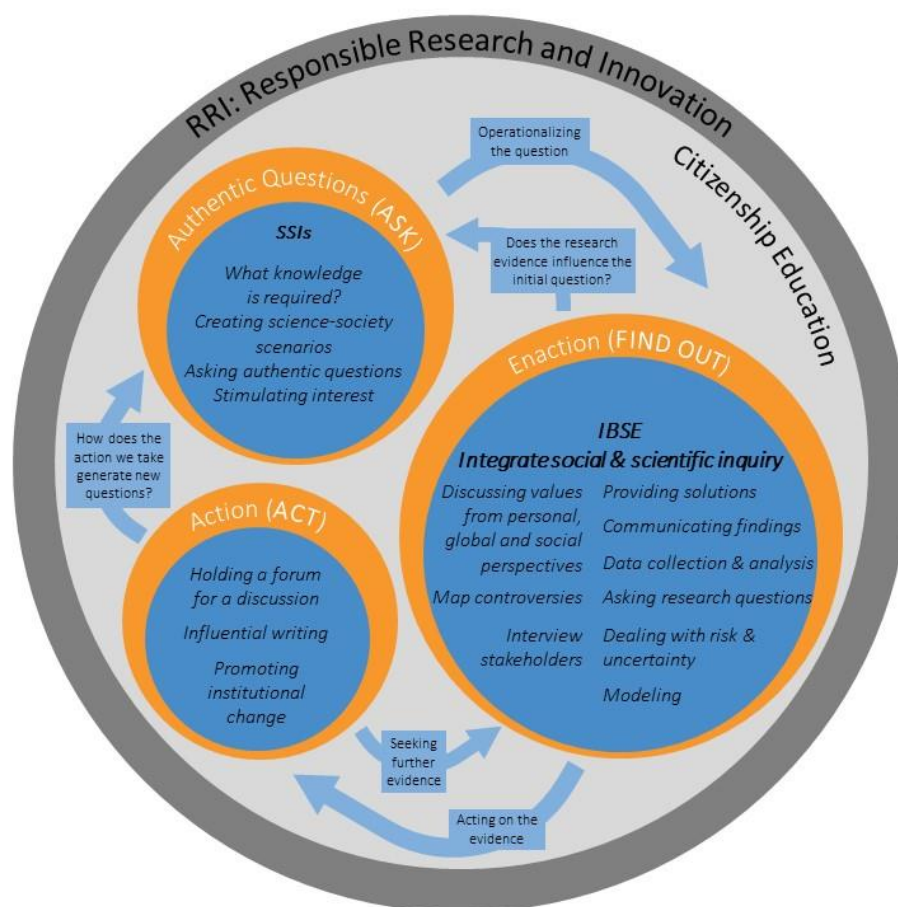 RRI: Responsible Research and Innovation
Citizenship Education
Operationalizing
the question
Authentic Questions (ASK)
SSIs
What knowledge
is required?
Creating science-society
scenarios
Asking authentic questions
Stimulating interest
Does the research
evidence influence the
initial question?
Enaction (FIND OUT)
IBSE
Integrate social & scientific inquiry
Discussing values
from personal,
global and social
perspectives
Map controversies
Interview
stakeholders
Providing solutions
Communicating findings
Data collection & analysis
Asking research questions
Dealing with risk &
uncertainty
Modeling
How does the
action we take
generate new
questions?
Action (ACT)
Holding a forum
for a discussion
Influential writing
Promoting
institutional
change
Seeking
further
evidence
Acting on the
evidence